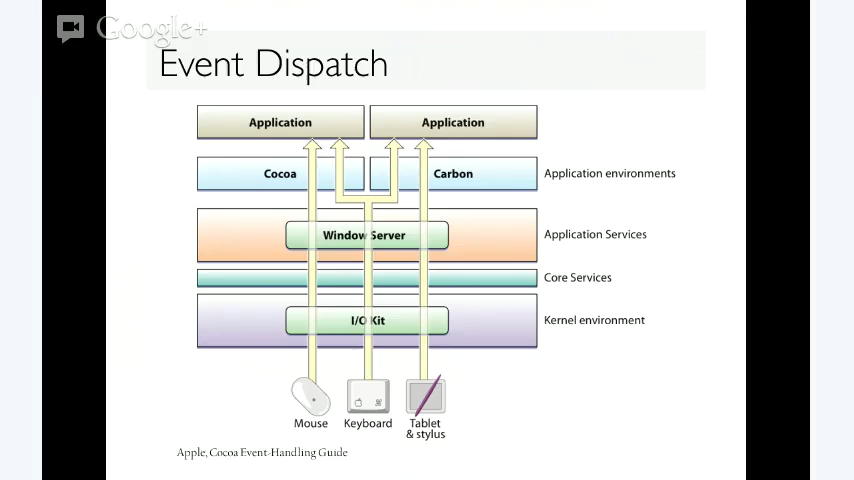 Google+
Event Dispatch
Application
Application
Cocoa
Carbon
Application environments
Window Server
Application Services
Core Services
I/O Kit
Kernel environment
Mouse
Keyboard
Tablet
& stylus
Apple, Cocoa Event-Handling Guide